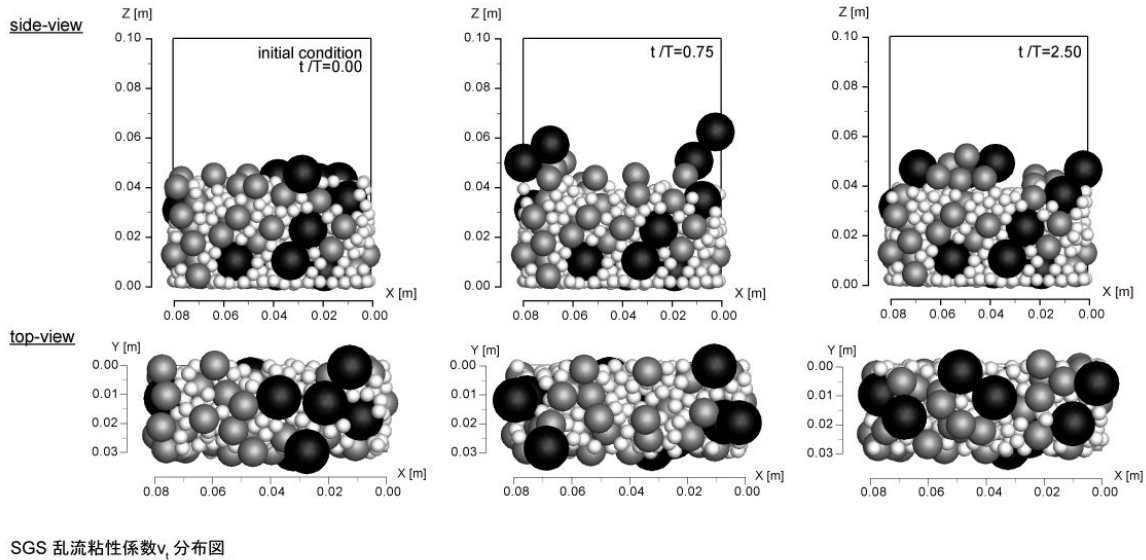 side-view
Z [m]
0.10
0.08
0.06
0.04
0.02
0.00
initial condition
t /T=0.00
X [m]
0.08 0.06 0.04 0.02 0.00
Z [m]
0.10
0.08
0.06
0.04
0.02
0.00
t /T=0.75
X [m]
0.08 0.06 0.04 0.02 0.00
Z [m]
0.10
0.08
0.06
0.04
0.02
0.00
t /T=2.50
X [m]
0.08 0.06 0.04 0.02 0.00
top-view
Y [m]
0.00
0.01
0.02
0.03
X [m]
0.08 0.06 0.04 0.02 0.00
Y [m]
0.00
0.01
0.02
0.03
X [m]
0.08 0.06 0.04 0.02 0.00
Y [m]
0.00
0.01
0.02
0.03
X [m]
0.08 0.06 0.04 0.02 0.00
SGS 乱流粘性係数νt 分布図